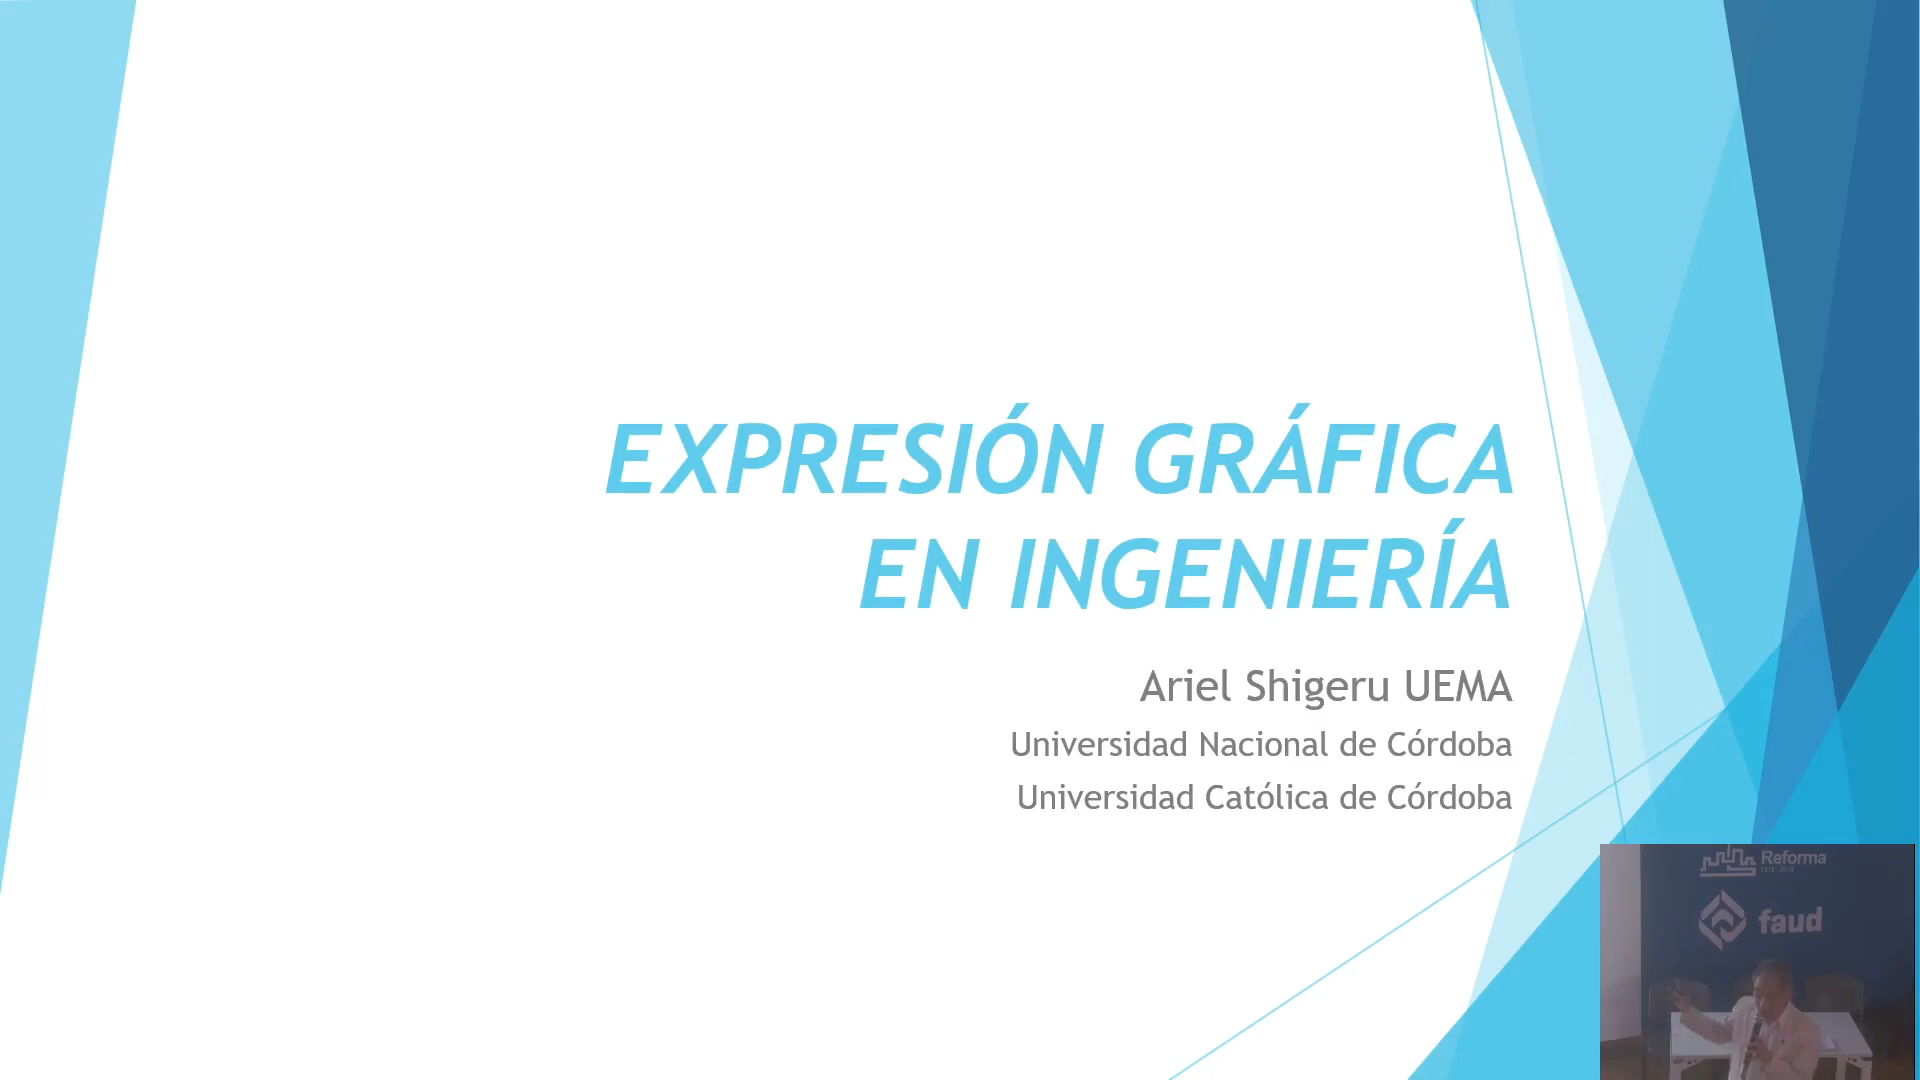 EXPRESIÓN GRÁFICA
EN INGENIERÍA
Ariel Shigeru UEMA
Universidad Nacional de Córdoba
Universidad Católica de Córdoba
Reforma
faud